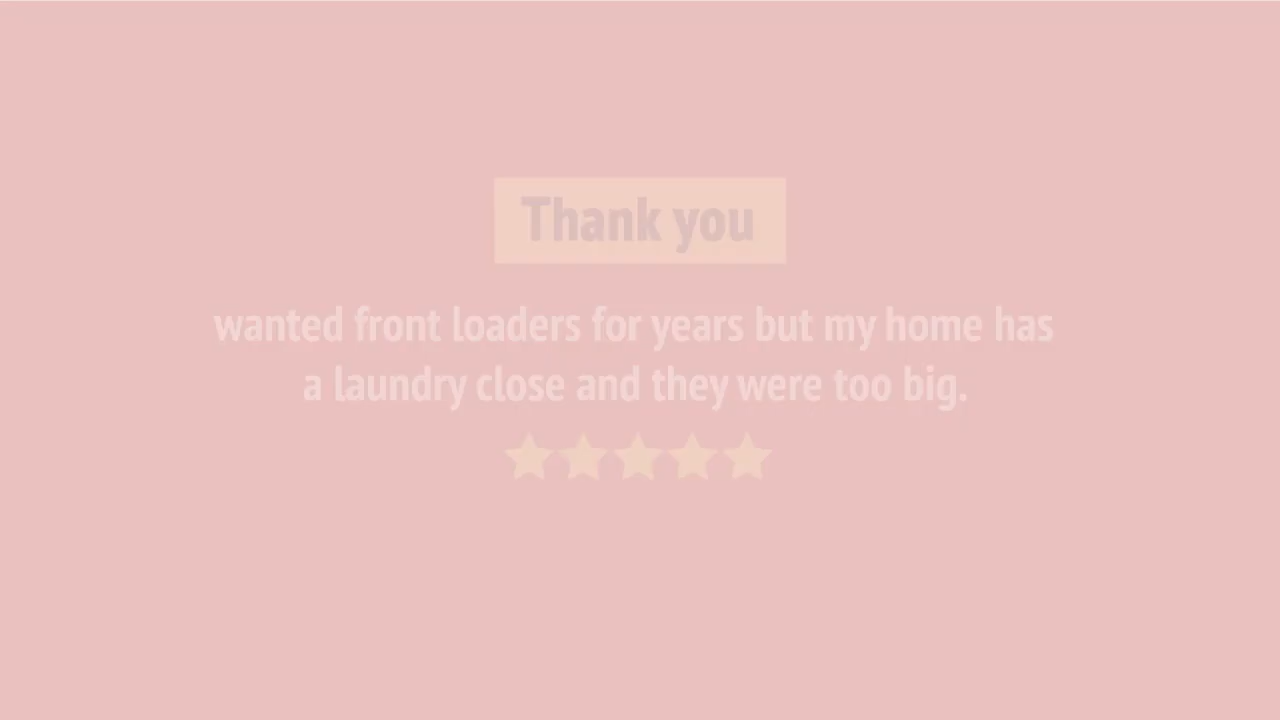 Thank you
wanted front loaders for years but my home has
a laundry close and they were too big.